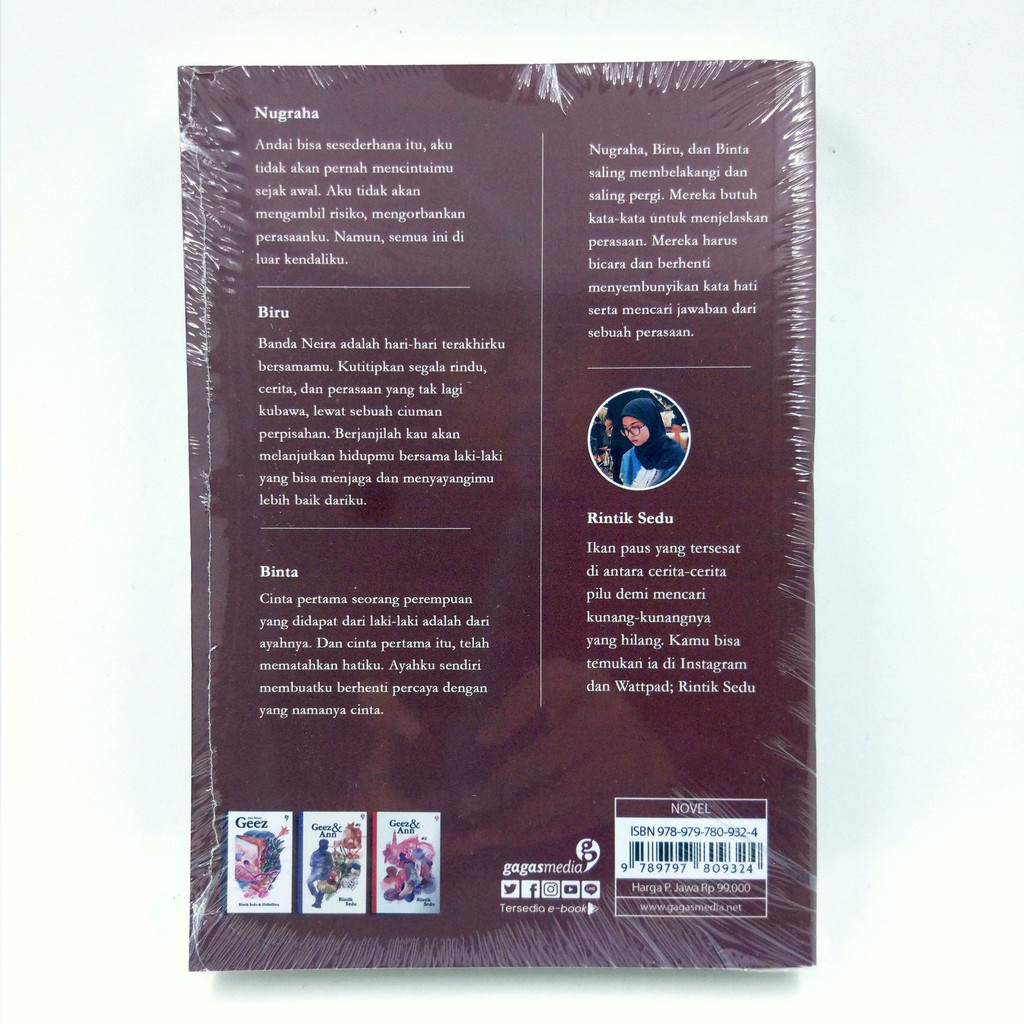 Nugraha
Andai bisa sesederhana itu, aku
tidak akan pernah mencintaimu
sejak awal. Aku tidak akan
mengambil risiko, mengorbankan
perasaanku. Namun, semua ini di
luar kendaliku.
Biru
Banda Neira adalah hari-hari terakhirku
bersamamu. Kutitipkan segala rindu,
cerita, dan perasaan yang tak lagi
kubawa, lewat sebuah ciuman
perpisahan. Berjanjilah kau akan
melanjutkan hidupmu bersama laki-laki
yang bisa menjaga dan menyayangimu
lebih baik dariku.
Binta
Cinta pertama seorang perempuan
yang didapat dari laki-laki adalah dari
ayahnya. Dan cinta pertama itu, telah
mematahkan hatiku. Ayahku sendiri
membuatku berhenti percaya dengan
yang namanya cinta.
Nugraha, Biru, dan Binta
saling membelakangi dan
saling pergi. Mereka butuh
kata-kata untuk menjelaskan
perasaan. Mereka harus
bicara dan berhenti
menyembunyikan kata hati
serta mencari jawaban dari
sebuah perasaan.
Rintik Sedu
Ikan paus yang tersesat
di antara cerita-cerita
pilu demi mencari
kunang-kunangnya
yang hilang. Kamu bisa
temukan ia di Instagram
dan Wattpad; Rintik Sedu
Geez
Geez
&
Ann
#1
Rintik
Sedu
Geez
&
Ann
#2
Rintik
Sedu
gagasmedia
Tersedia e-book
NOVEL
ISBN 978-979-780-932-4
9 789797 809324
Harga P. Jawa Rp 99.000
www.gagasmedia.net